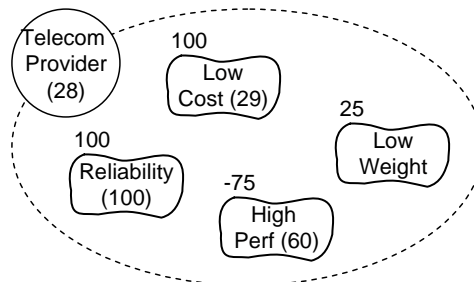 Telecom
Provider
(28)
100
Low
Cost (29)
25
Low
Weight
100
Reliability
(100)
-75
High
Perf (60)